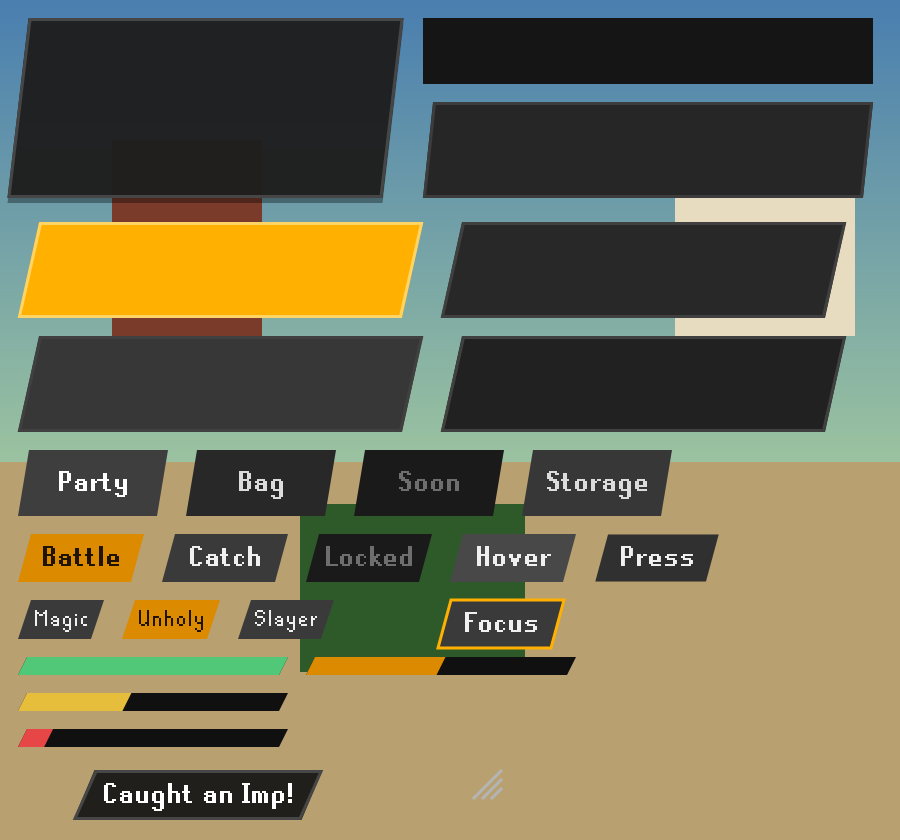 Party Bag Soon Storage
Battle Catch Locked Hover Press
Magic Unholy Slayer Focus
Caught an Imp!